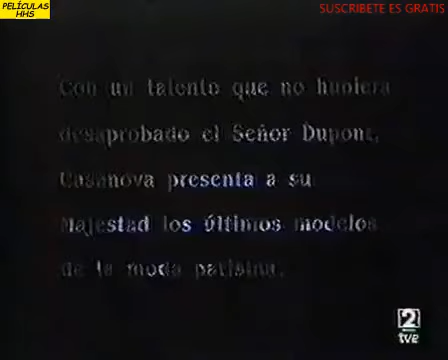 PELÍCULAS
HHS
SUSCRIBETE ES GRATIS
Con un talento que no hubiera
desaprobado el Señor Dupont,
Casanova presenta a su
Majestad los últimos modelos
de la moda parisina.
2
tve